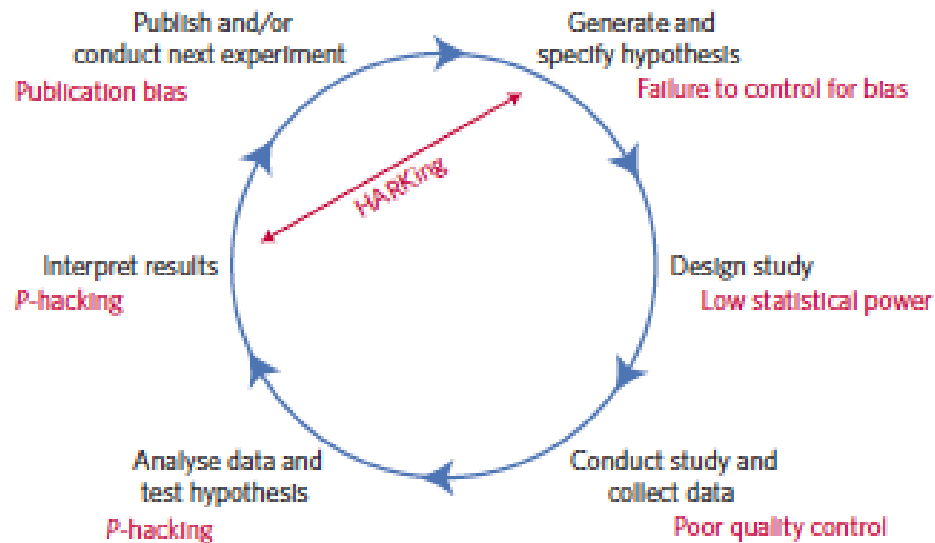 Publish and/or
conduct next experiment
Publication bias
Generate and
specify hypothesis
Failure to control for bias
HARKing
Interpret results
P-hacking
Design study
Low statistical power
Analyse data and
test hypothesis
P-hacking
Conduct study and
collect data
Poor quality control